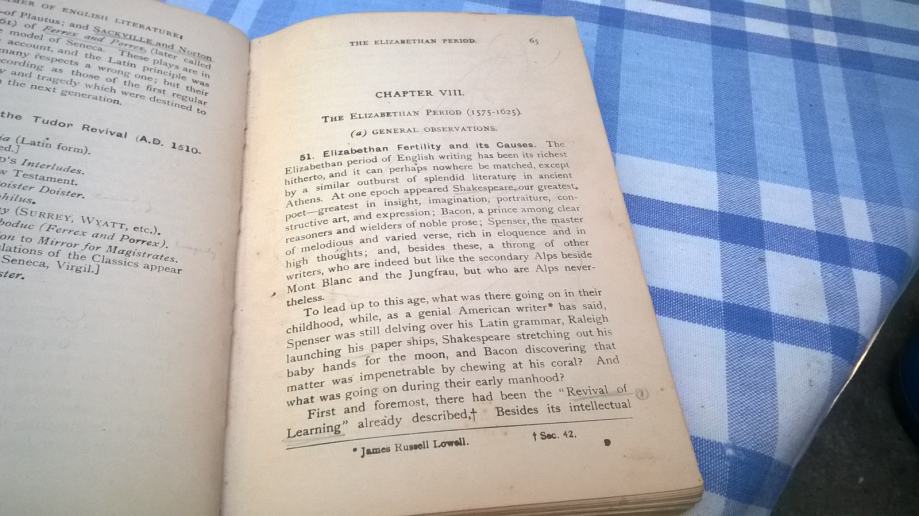 MER OF ENGLISH LITERATURE
of Plautus; and SACKVILLE and Norton
of Ferrex and Porrex (later called
model of Seneca. These plays are in
account, and the Latin principle was
many respects a wrong one; but their
ording as those of the first regular
y and tragedy which were destined to
the next generation.
the Tudor Revival (A.D. 1510.
(Latin form).
ed.]
's Interludes.
w Testament.
oister Doister.
philus.
y (SURREY, WYATT, etc.).
boduc (Ferrex and Porrex).
on to Mirror for Magistrates.
lations of the Classics appear
Seneca, Virgil.]
ster.
THE ELIZABETHAN PERIOD. 65
CHAPTER VIII.
THE ELIZABETHAN PERIOD (1575-1625).
(a) GENERAL OBSERVATIONS.
51. Elizabethan Fertility and its Causes. The
Elizabethan period of English writing has been its richest
hitherto, and it can perhaps nowhere be matched, except
by a similar outburst of splendid literature in ancient
Athens. At one epoch appeared Shakespeare, our greatest
poet—greatest in insight, imagination, portraiture, con-
structive art, and expression; Bacon, a prince among clear
reasoners and wielders of noble prose; Spenser, the master
of melodious and varied verse, rich in eloquence and in
high thoughts; and, besides these, a throng of other
writers, who are indeed but like the secondary Alps beside
Mont Blanc and the Jungfrau, but who are Alps never-
theless.
To lead up to this age, what was there going on in their
childhood, while, as a genial American writer* has said,
Spenser was still delving over his Latin grammar, Raleigh
launching his paper ships, Shakespeare stretching out his
baby hands for the moon, and Bacon discovering that
matter was impenetrable by chewing at his coral? And
what was going on during their early manhood?
First and foremost, there had been the "Revival of
Learning" already described,† Besides its intellectual
* James Russell Lowell. † Sec. 42.